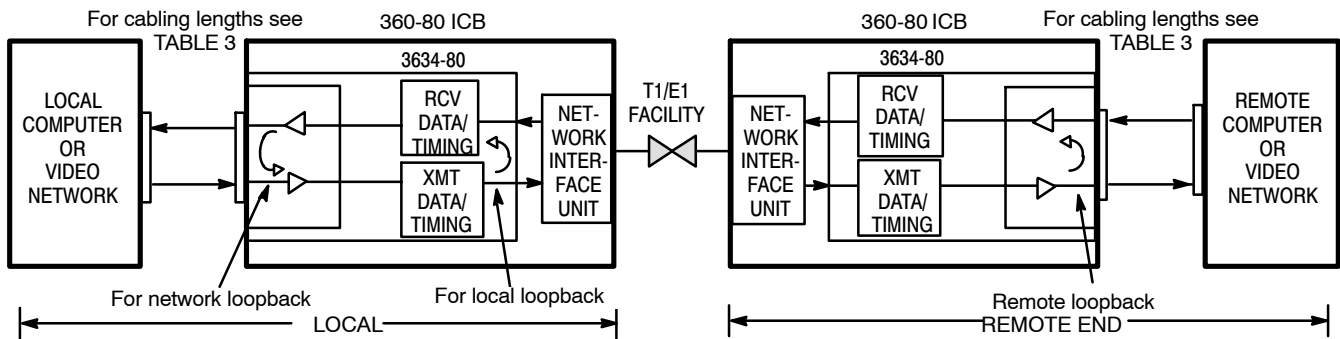 For cabling lengths see
TABLE 3
360-80 ICB
360-80 ICB
For cabling lengths see
TABLE 3
LOCAL
COMPUTER
OR
VIDEO
NETWORK
3634-80
RCV
DATA/
TIMING
XMT
DATA/
TIMING
NET-
WORK
INTER-
FACE
UNIT
T1/E1
FACILITY
NET-
WORK
INTER-
FACE
UNIT
3634-80
RCV
DATA/
TIMING
XMT
DATA/
TIMING
REMOTE
COMPUTER
OR
VIDEO
NETWORK
For network loopback
For local loopback
Remote loopback
LOCAL
REMOTE END